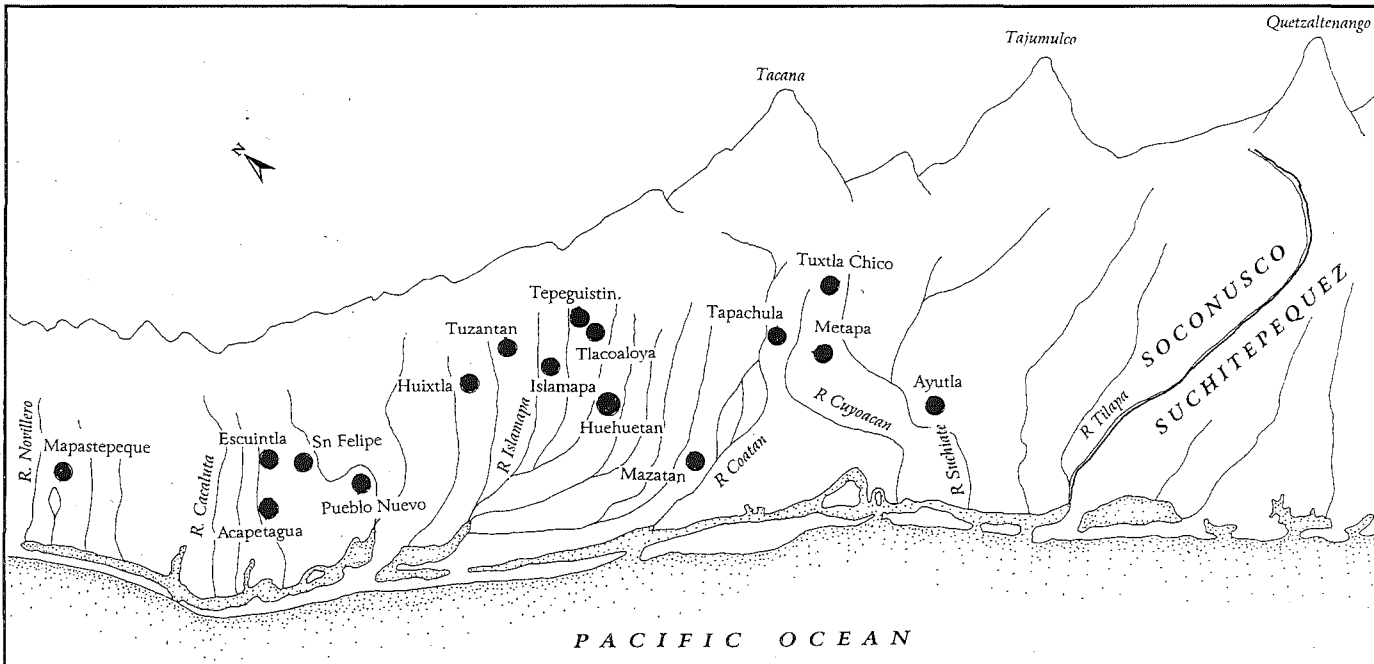 Quetzaltenango
Tajumulco
Tacana
N
Tuxtla Chico
SOCONUSCO
SUCHITEPEQUEZ
Tepeguistin
Tapachula
Metapa
Tuzantan
Tlacoaloya
Huixtla
Islamapa
Ayutla
R Tilapa
R Cuyoacan
Huehuetan
R. Novillero
Mapastepeque
Escuintla
Sn Felipe
R Islamapa
Mazatan
R Coatan
R Suchiate
R. Cacaluta
Pueblo Nuevo
Acapetagua
PACIFIC OCEAN